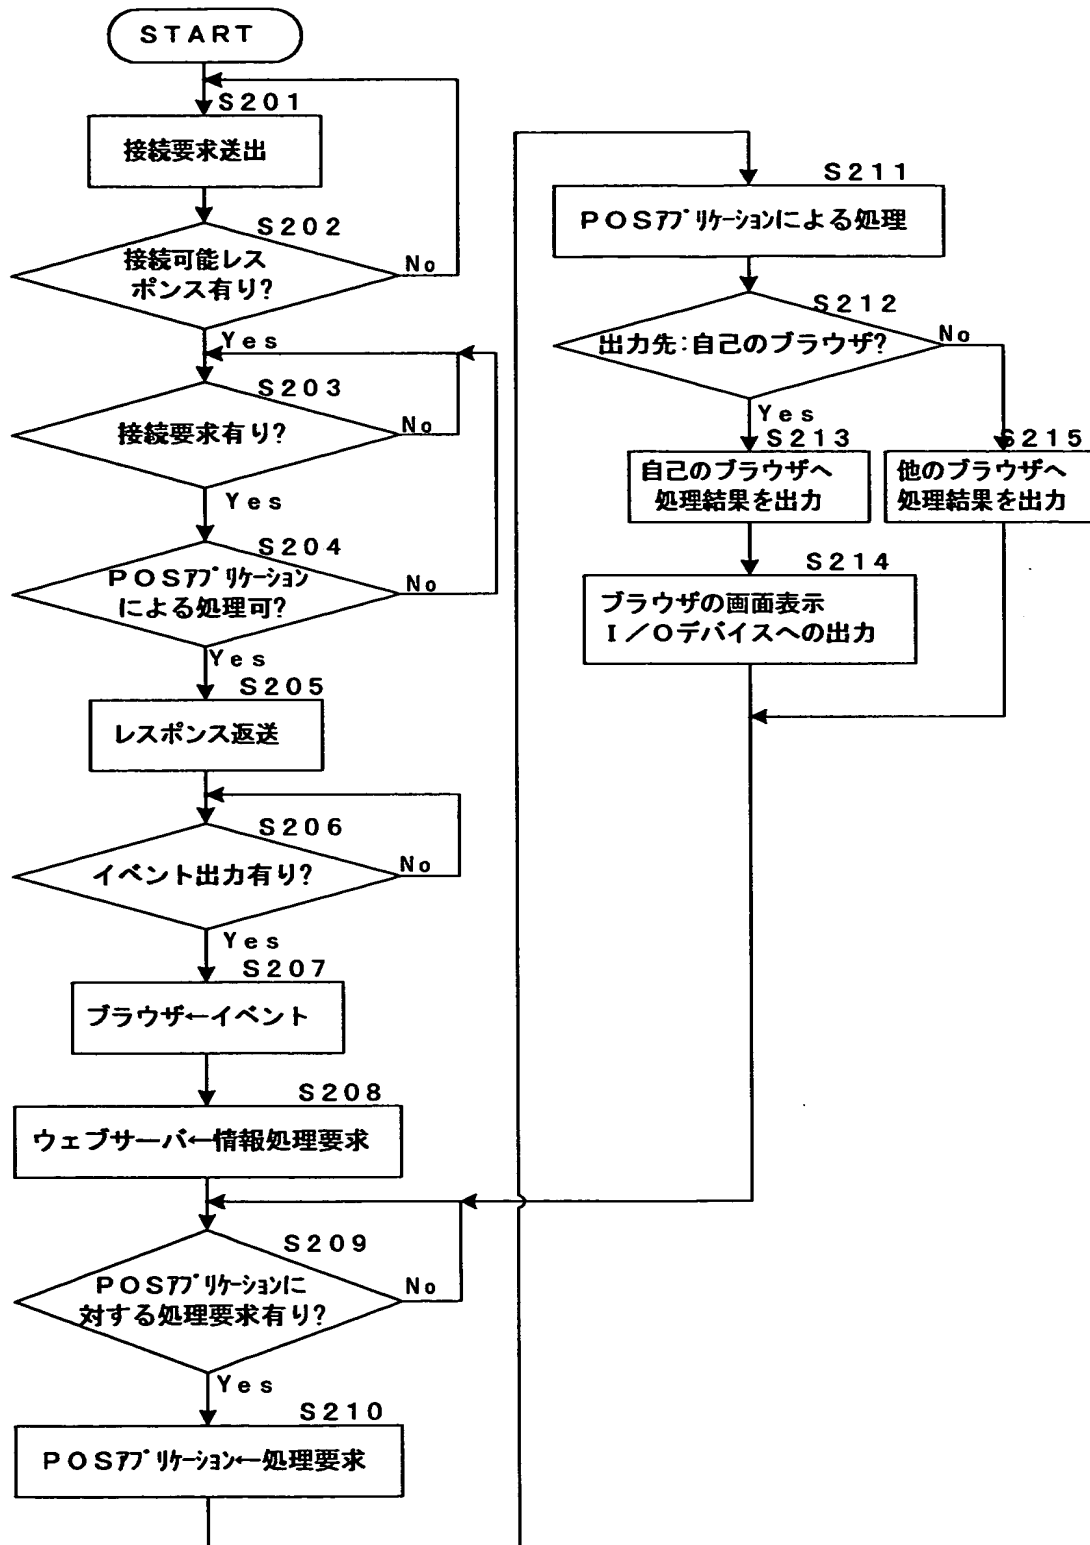 START
S201
接続要求送出
S202
接続可能レス
ポンス有り?
No
Yes
S203
接続要求有り?
No
Yes
S204
POSアプリケーション
による処理可?
No
Yes
S205
レスポンス返送
S206
イベント出力有り?
No
Yes
S207
ブラウザ←イベント
S208
ウェブサーバ←情報処理要求
S209
POSアプリケーションに
対する処理要求有り?
No
Yes
S210
POSアプリケーション←処理要求
S211
POSアプリケーションによる処理
S212
出力先:自己のブラウザ?
No
Yes
S213
自己のブラウザへ
処理結果を出力
S215
他のブラウザへ
処理結果を出力
S214
ブラウザの画面表示
I/Oデバイスへの出力